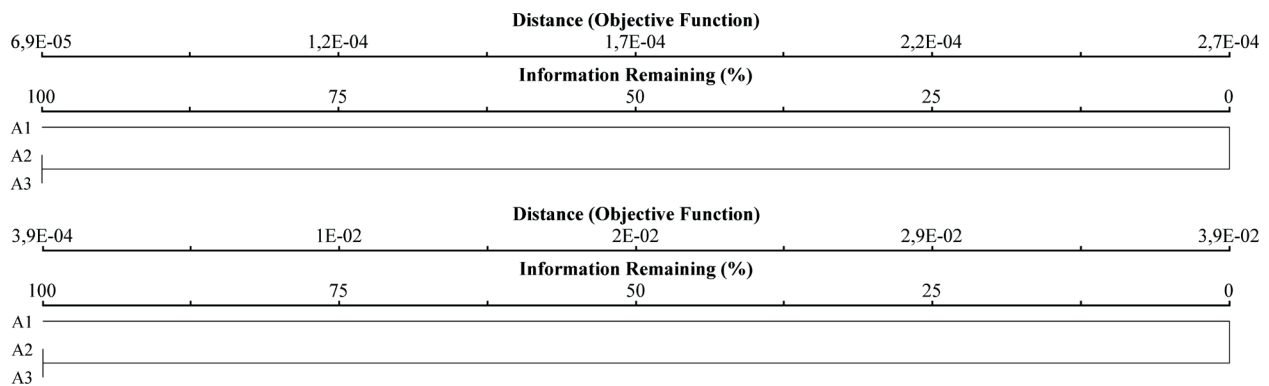 Distance (Objective Function)
6,9E-05 1,2E-04 1,7E-04 2,2E-04 2,7E-04
Information Remaining (%)
100 75 50 25 0
A1
A2
A3
Distance (Objective Function)
3,9E-04 1E-02 2E-02 2,9E-02 3,9E-02
Information Remaining (%)
100 75 50 25 0
A1
A2
A3